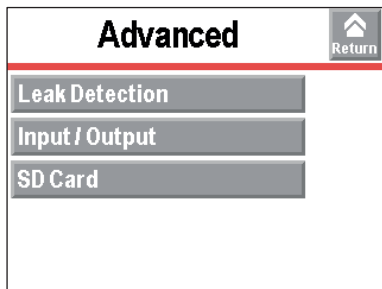 Advanced
Return
Leak Detection
Input / Output
SD Card